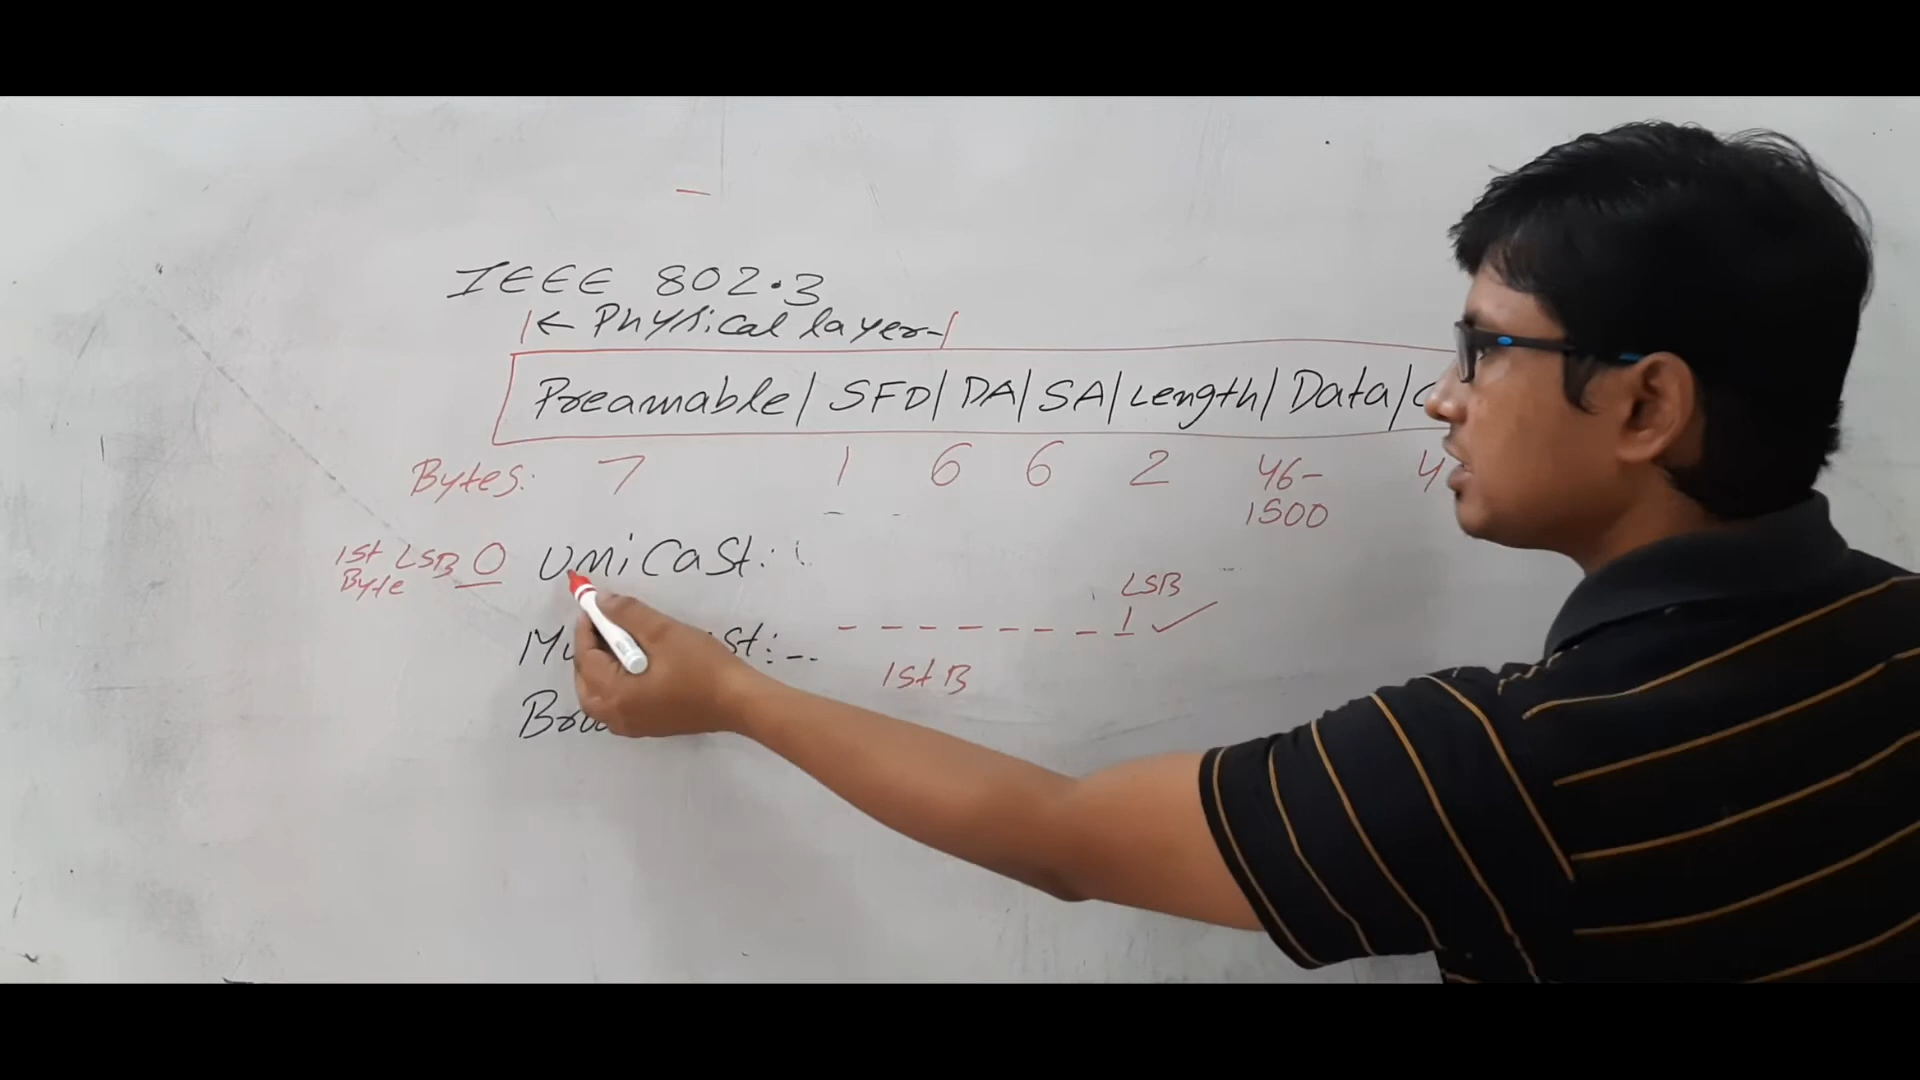 IEEE 802.3
|← Physical layer-|
Preamable | SFD | DA | SA | Length | Data |
Bytes: 7 1 6 6 2 46-1500 4
1st Byte LSB 0 Unicast:
LSB
1 ✓
1st B